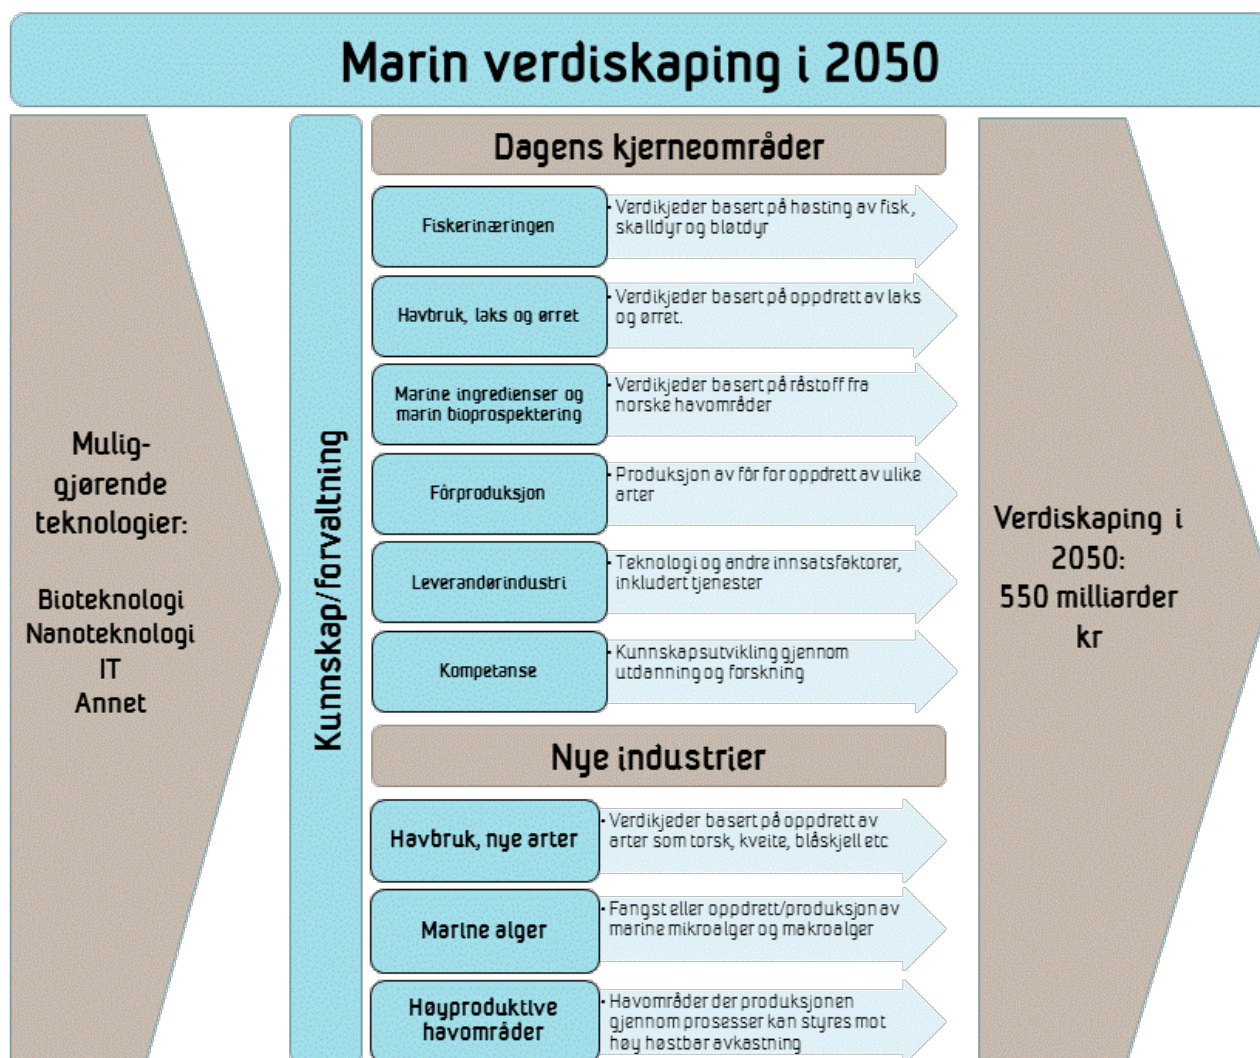 Marin verdiskaping i 2050
Mulig-
gjørende
teknologier:
Bioteknologi
Nanoteknologi
IT
Annet
Kunnskap/forvaltning
Dagens kjerneområder
Fiskerinæringen
• Verdikjeder basert på høsting av fisk,
skalldyr og bløtdyr
Havbruk, laks og ørret
• Verdikjeder basert på oppdrett av laks
og ørret.
Marine ingredienser og
marin bioprospektering
• Verdikjeder basert på råstoff fra
norske havområder
Fôrproduksjon
• Produksjon av fôr for oppdrett av ulike
arter
Leverandørindustri
• Teknologi og andre innsatsfaktorer,
inkludert tjenester
Kompetanse
• Kunnskapsutvikling gjennom
utdanning og forskning
Nye industrier
Havbruk, nye arter
• Verdikjeder basert på oppdrett av
arter som torsk, kveite, blåskjell etc
Marine alger
• Fangst eller oppdrett/produksjon av
marine mikroalger og makroalger
Høyproduktive
havområder
• Havområder der produksjonen
gjennom prosesser kan styres mot
høy høstbar avkastning
Verdiskaping i
2050:
550 milliarder
kr